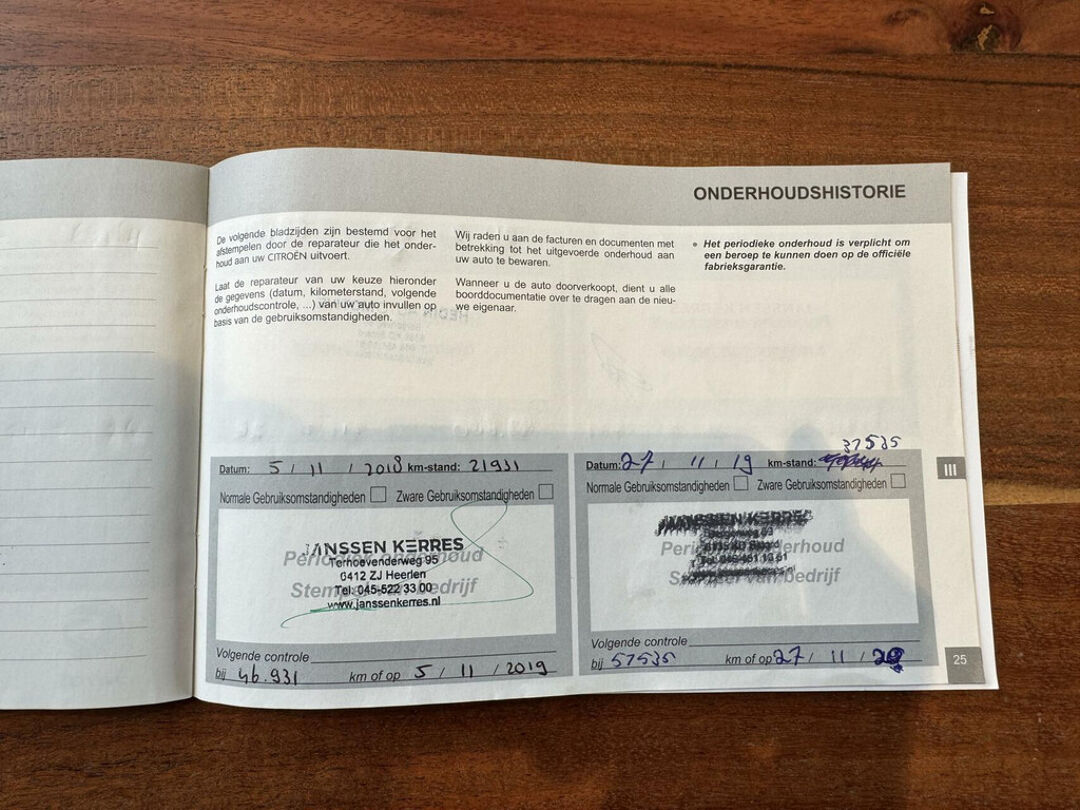 ONDERHOUDSHISTORIE
De volgende bladzijden zijn bestemd voor het
afstempelen door de reparateur die het onder-
houd aan uw CITROËN uitvoert.
Laat de reparateur van uw keuze hieronder
de gegevens (datum, kilometerstand, volgende
onderhoudscontrole, ...) van uw auto invullen op
basis van de gebruiksomstandigheden.
Wij raden u aan de facturen en documenten met
betrekking tot het uitgevoerde onderhoud aan
uw auto te bewaren.
Wanneer u de auto doorverkoopt, dient u alle
boorddocumentatie over te dragen aan de nieu-
we eigenaar.
• Het periodieke onderhoud is verplicht om
een beroep te kunnen doen op de officiële
fabrieksgarantie.
Datum: 5 / 11 / 2018 km-stand: 21931
Normale Gebruiksomstandigheden Zware Gebruiksomstandigheden
JANSSEN KERRES
Periodiek onderhoud
Terhoevenderweg 95
6412 ZJ Heerlen
Stempel van bedrijf
Tel: 045-522 33 00
www.janssenkerres.nl
Volgende controle
bij 46.931 km of op 5 / 11 / 2019
37535
Datum: 27 / 11 / 19 km-stand:
Normale Gebruiksomstandigheden Zware Gebruiksomstandigheden
JANSSEN KERRES
Periodiek onderhoud
Stempel van bedrijf
Volgende controle
bij 57535 km of op 27 / 11 / 20
III
25